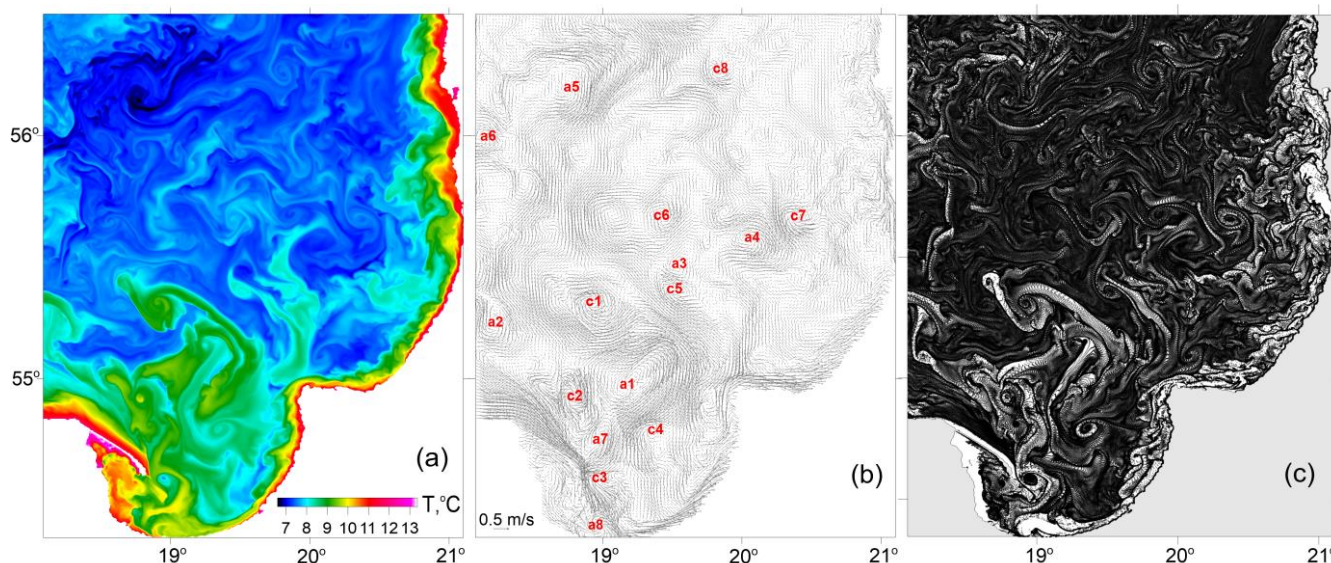 56°
55°
(a)
T,°C
7 8 9 10 11 12 13
19 20 21°
c8
a5
a6
c6
c7
a4
a3
c5
c1
a2
a1
c2
c4
a7
c3
a8
(b)
0.5 m/s
19 20° 21°
(c)
19° 20° 21°